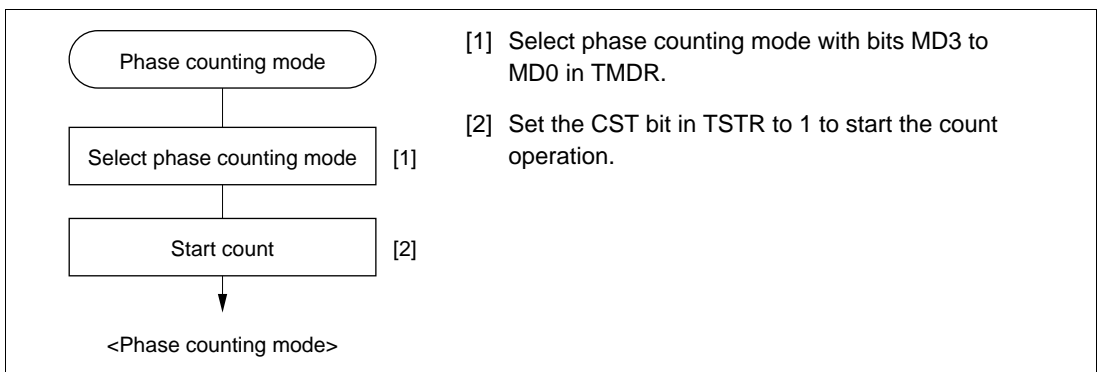 Phase counting mode
Select phase counting mode [1]
Start count [2]
<Phase counting mode>
[1] Select phase counting mode with bits MD3 to
MD0 in TMDR.
[2] Set the CST bit in TSTR to 1 to start the count
operation.